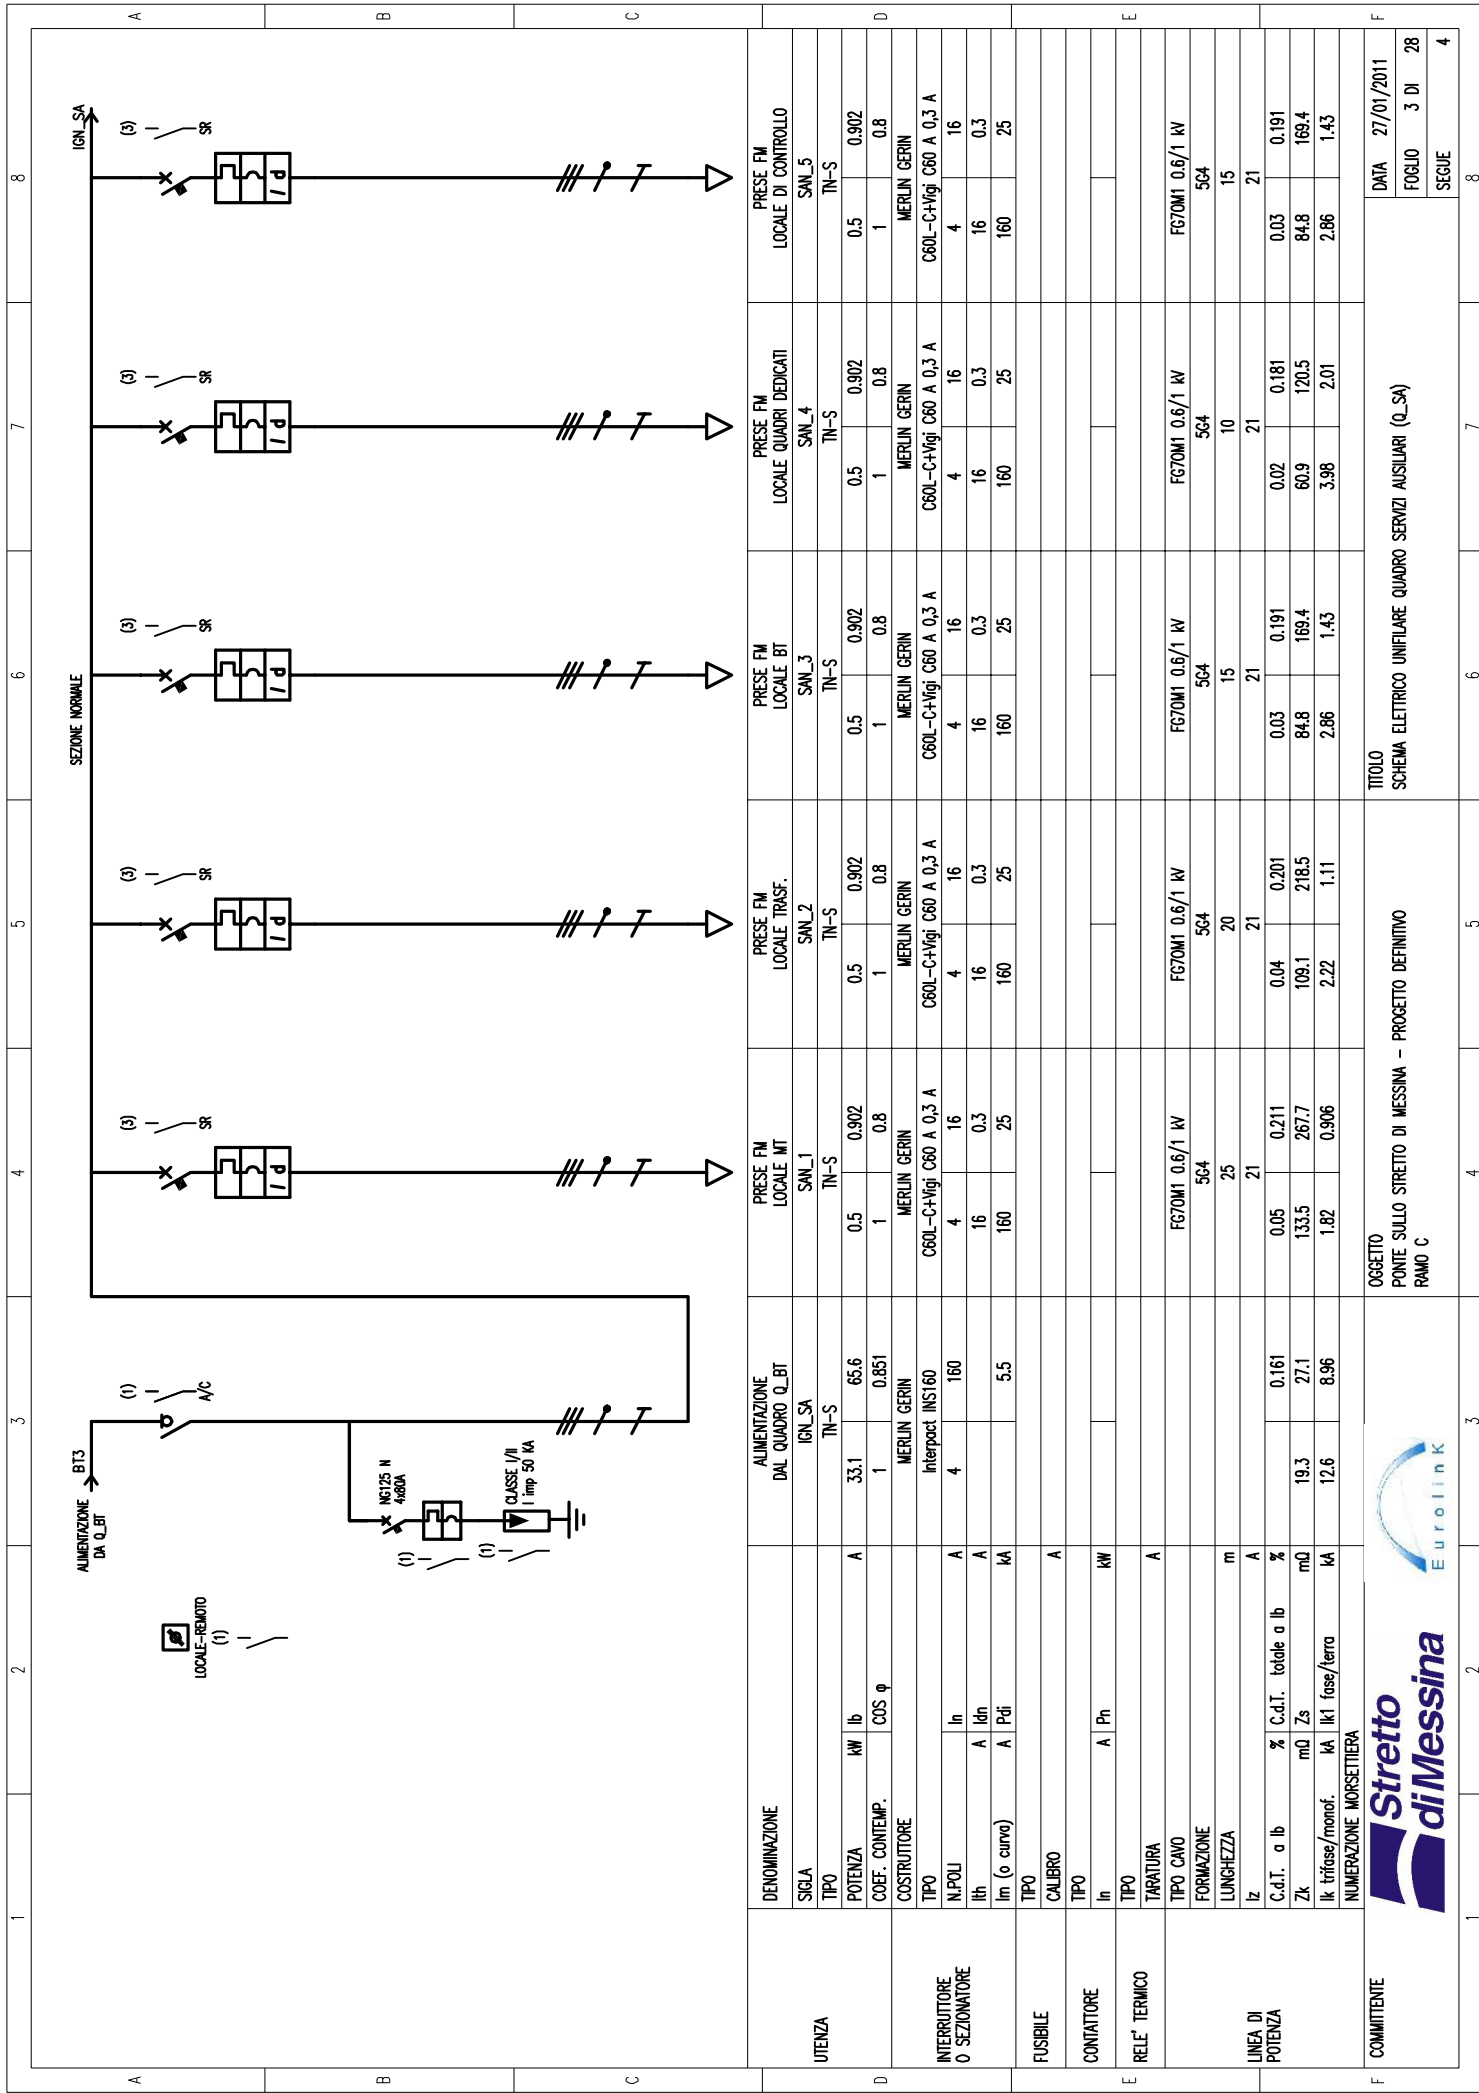 1 2 3 4 5 6 7 8
A
B
C
D
E
F
ALIMENTAZIONE
DA Q_BT
BT3
SEZIONE NORMALE
IGN_SA
LOCALE-REMOTO
(1)
(1)
A/C
NG125 N
4x80A
(1)
(1)
CLASSE I/II
I imp 50 KA
(3) SR
I d
(3) SR
I d
(3) SR
I d
(3) SR
I d
(3) SR
I d
UTENZA
DENOMINAZIONE
ALIMENTAZIONE
DAL QUADRO Q_BT
PRESE FM
LOCALE MT
PRESE FM
LOCALE TRASF.
PRESE FM
LOCALE BT
PRESE FM
LOCALE QUADRI DEDICATI
PRESE FM
LOCALE DI CONTROLLO
SIGLA IGN_SA SAN_1 SAN_2 SAN_3 SAN_4 SAN_5
TIPO TN-S TN-S TN-S TN-S TN-S TN-S
POTENZA kW Ib A 33.1 65.6 0.5 0.902 0.5 0.902 0.5 0.902 0.5 0.902 0.5 0.902
COEF. CONTEMP. COS φ 1 0.851 1 0.8 1 0.8 1 0.8 1 0.8 1 0.8
INTERRUTTORE
O SEZIONATORE
COSTRUTTORE MERLIN GERIN MERLIN GERIN MERLIN GERIN MERLIN GERIN MERLIN GERIN MERLIN GERIN
TIPO Interpact INS160 C60L-C+Vigi C60 A 0,3 A C60L-C+Vigi C60 A 0,3 A C60L-C+Vigi C60 A 0,3 A C60L-C+Vigi C60 A 0,3 A C60L-C+Vigi C60 A 0,3 A
N.POLI In A 4 160 4 16 4 16 4 16 4 16 4 16
Ith A Idn A 16 0.3 16 0.3 16 0.3 16 0.3 16 0.3
Im (o curva) A Pdi kA 5.5 160 25 160 25 160 25 160 25 160 25
FUSIBILE
TIPO
CALIBRO A
CONTATTORE
TIPO
In A Pn kW
RELE' TERMICO
TIPO
TARATURA A
LINEA DI
POTENZA
TIPO CAVO FG7OM1 0.6/1 kV FG7OM1 0.6/1 kV FG7OM1 0.6/1 kV FG7OM1 0.6/1 kV FG7OM1 0.6/1 kV
FORMAZIONE 5G4 5G4 5G4 5G4 5G4
LUNGHEZZA m 25 20 15 10 15
Iz A 21 21 21 21 21
C.d.T. a Ib % C.d.T. totale a Ib % 0.161 0.05 0.211 0.04 0.201 0.03 0.191 0.02 0.181 0.03 0.191
Zk mΩ Zs mΩ 19.3 27.1 133.5 267.7 109.1 218.5 84.8 169.4 60.9 120.5 84.8 169.4
Ik trifase/monof. kA Ik1 fase/terra kA 12.6 8.96 1.82 0.906 2.22 1.11 2.86 1.43 3.98 2.01 2.86 1.43
NUMERAZIONE MORSETTIERA
COMMITTENTE
Stretto
di Messina
EurolinK
OGGETTO
PONTE SULLO STRETTO DI MESSINA - PROGETTO DEFINITIVO
RAMO C
TITOLO
SCHEMA ELETTRICO UNIFILARE QUADRO SERVIZI AUSILIARI (Q_SA)
DATA 27/01/2011
FOGLIO 3 DI 28
SEGUE 4
A
B
C
D
E
F
1 2 3 4 5 6 7 8